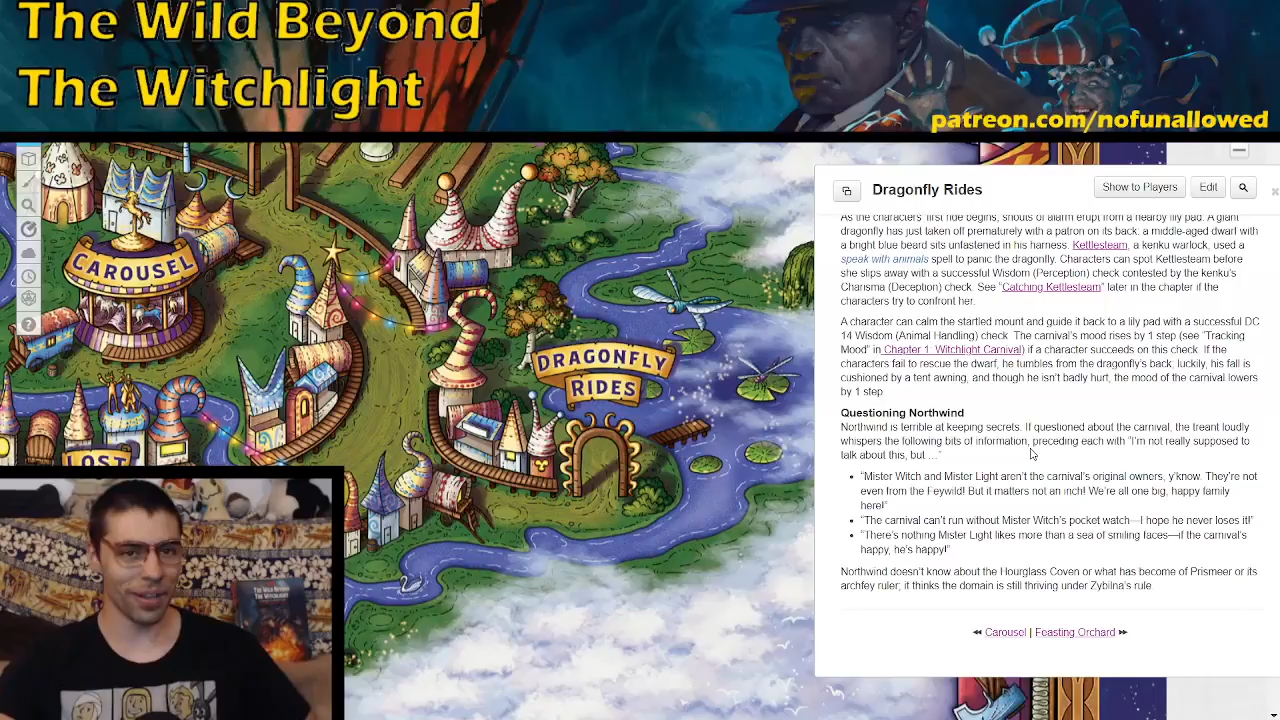 The Wild Beyond
The Witchlight
patreon.com/nofunallowed
Dragonfly Rides
Show to Players
Edit
As the characters' first ride begins, shouts of alarm erupt from a nearby lily pad. A giant
dragonfly has just taken off prematurely with a patron on its back: a middle-aged dwarf with
a bright blue beard sits unfastened in his harness. Kettlesteam, a kenku warlock, used a
speak with animals spell to panic the dragonfly. Characters can spot Kettlesteam before
she slips away with a successful Wisdom (Perception) check contested by the kenku's
Charisma (Deception) check. See "Catching Kettlesteam" later in the chapter if the
characters try to confront her.
A character can calm the startled mount and guide it back to a lily pad with a successful DC
14 Wisdom (Animal Handling) check. The carnival's mood rises by 1 step (see "Tracking
Mood" in Chapter 1: Witchlight Carnival) if a character succeeds on this check. If the
characters fail to rescue the dwarf, he tumbles from the dragonfly's back; luckily, his fall is
cushioned by a tent awning, and though he isn't badly hurt, the mood of the carnival lowers
by 1 step.
Questioning Northwind
Northwind is terrible at keeping secrets. If questioned about the carnival, the treant loudly
whispers the following bits of information, preceding each with "I'm not really supposed to
talk about this, but ..."
• "Mister Witch and Mister Light aren't the carnival's original owners, y'know. They're not
even from the Feywild! But it matters not an inch! We're all one big, happy family
here!"
• "The carnival can't run without Mister Witch's pocket watch—I hope he never loses it!"
• "There's nothing Mister Light likes more than a sea of smiling faces—if the carnival's
happy, he's happy!"
Northwind doesn't know about the Hourglass Coven or what has become of Prismeer or its
archfey ruler; it thinks the domain is still thriving under Zybilna's rule.
Carousel | Feasting Orchard
CAROUSEL
DRAGONFLY
RIDES
LOST
THE WILD BEYOND
THE WITCHLIGHT